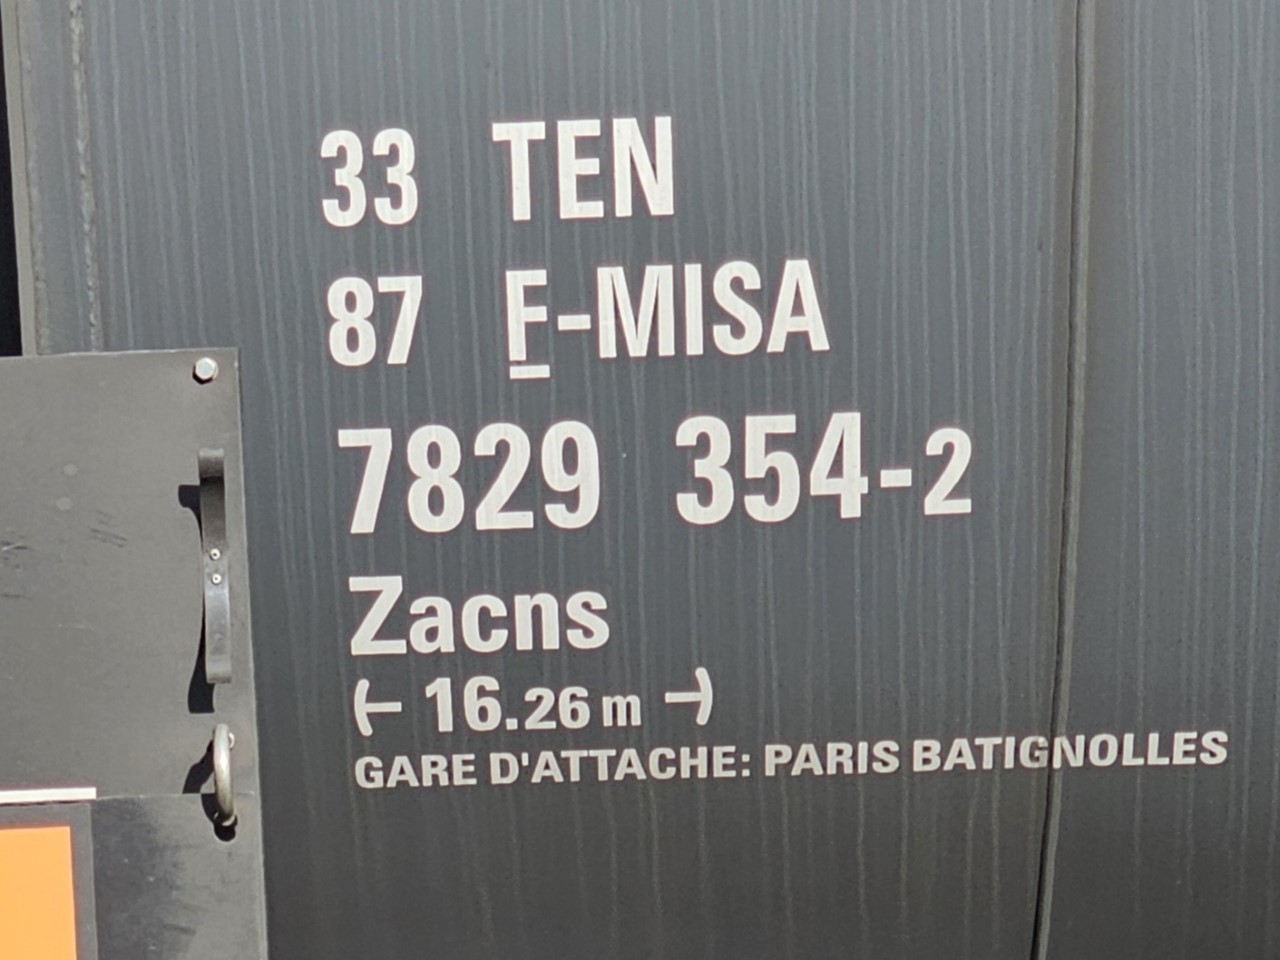 33 TEN
87 F-MISA
7829 354-2
Zacns
16.26 m
GARE D'ATTACHE: PARIS BATIGNOLLES